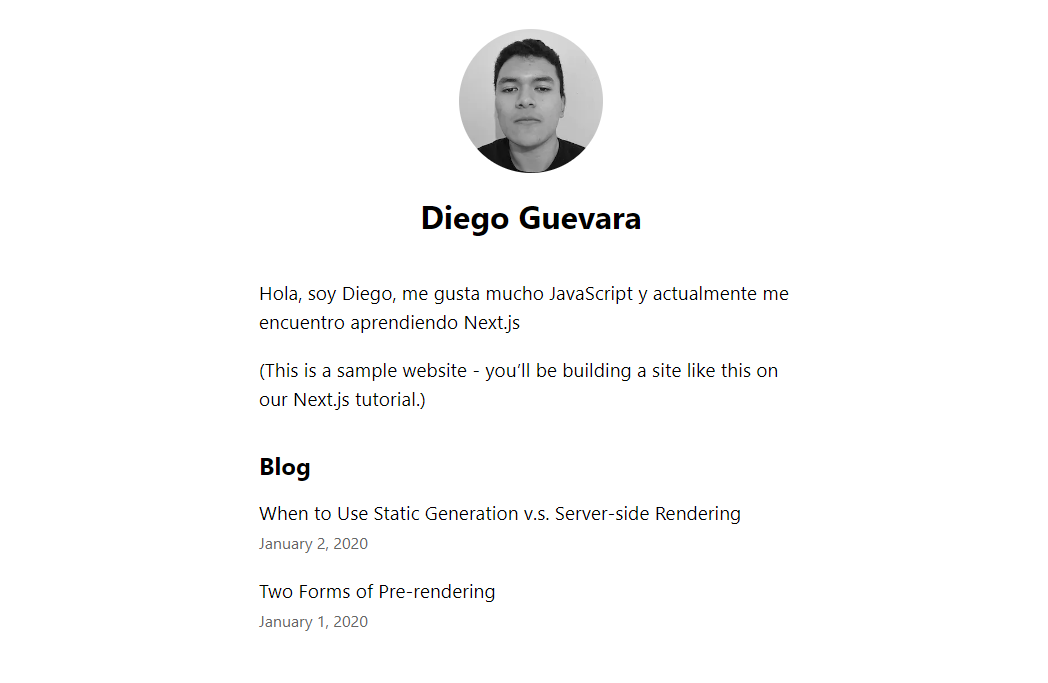 Diego Guevara
Hola, soy Diego, me gusta mucho JavaScript y actualmente me
encuentro aprendiendo Next.js
(This is a sample website - you’ll be building a site like this on
our Next.js tutorial.)
Blog
When to Use Static Generation v.s. Server-side Rendering
January 2, 2020
Two Forms of Pre-rendering
January 1, 2020